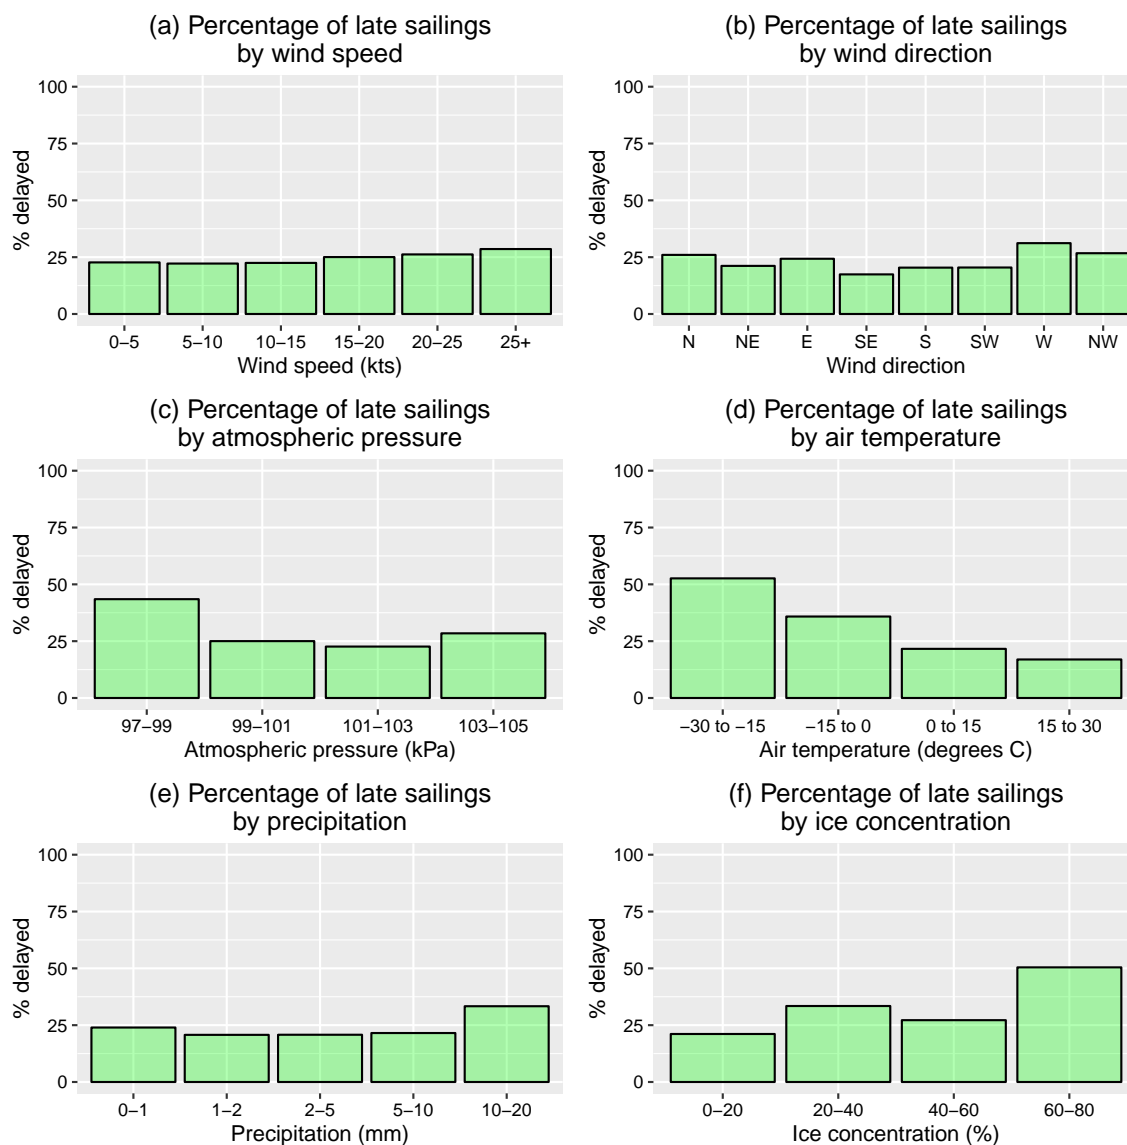 (a) Percentage of late sailings
by wind speed
100
75
50
25
0
% delayed
0–5 5–10 10–15 15–20 20–25 25+
Wind speed (kts)
(b) Percentage of late sailings
by wind direction
100
75
50
25
0
% delayed
N NE E SE S SW W NW
Wind direction
(c) Percentage of late sailings
by atmospheric pressure
100
75
50
25
0
% delayed
97–99 99–101 101–103 103–105
Atmospheric pressure (kPa)
(d) Percentage of late sailings
by air temperature
100
75
50
25
0
% delayed
−30 to −15 −15 to 0 0 to 15 15 to 30
Air temperature (degrees C)
(e) Percentage of late sailings
by precipitation
100
75
50
25
0
% delayed
0–1 1–2 2–5 5–10 10–20
Precipitation (mm)
(f) Percentage of late sailings
by ice concentration
100
75
50
25
0
% delayed
0–20 20–40 40–60 60–80
Ice concentration (%)